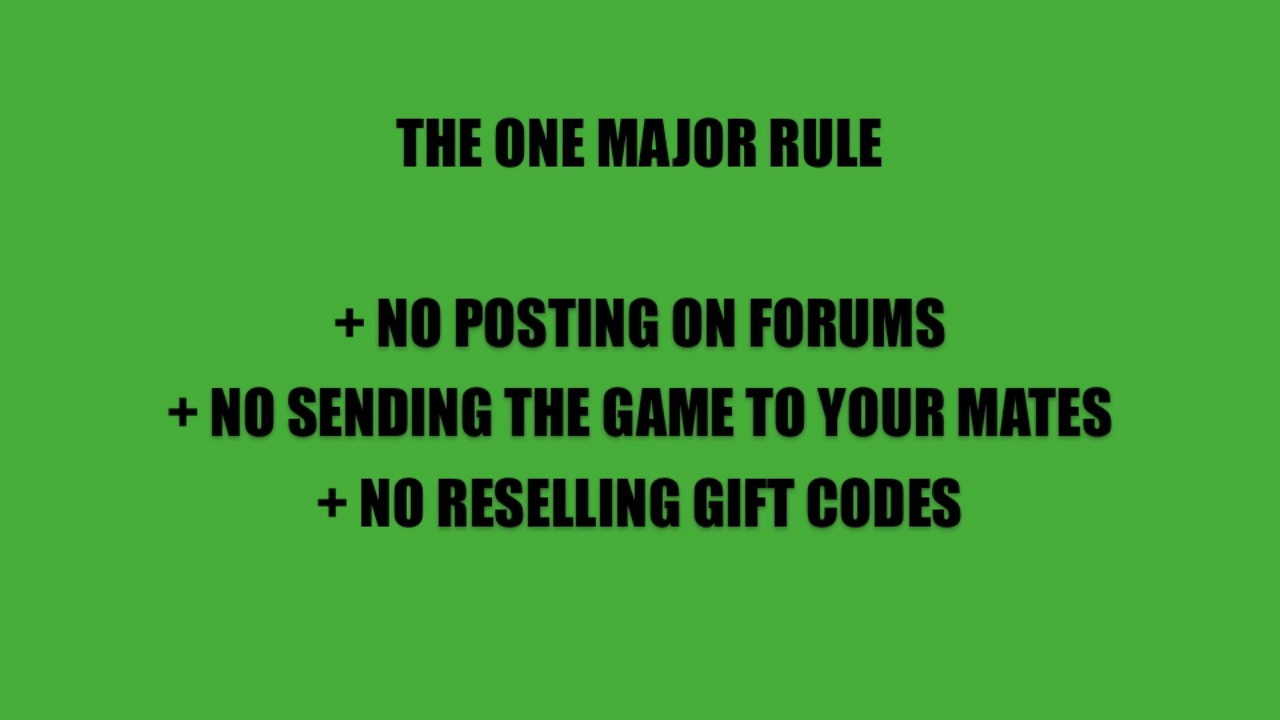 THE ONE MAJOR RULE
+ NO POSTING ON FORUMS
+ NO SENDING THE GAME TO YOUR MATES
+ NO RESELLING GIFT CODES